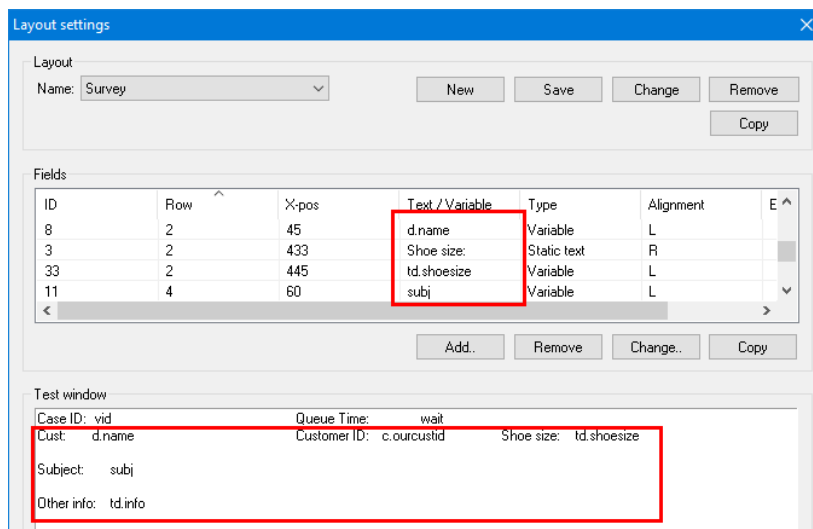 Layout settings
Layout
Name: Survey New Save Change Remove
Copy
Fields
ID Row X-pos Text / Variable Type Alignment E
8 2 45 d.name Variable L
3 2 433 Shoe size: Static text R
33 2 445 td.shoesize Variable L
11 4 60 subj Variable L
Add.. Remove Change.. Copy
Test window
Case ID: vid Queue Time: wait
Cust: d.name Customer ID: c.ourcustid Shoe size: td.shoesize
Subject: subj
Other info: td.info